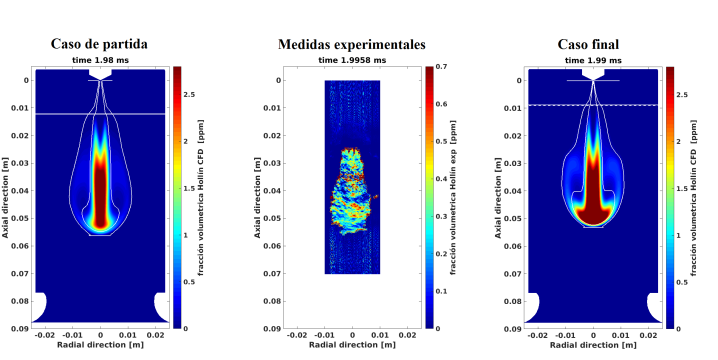 Caso de partida
time 1.98 ms
0
0.01
0.02
0.03
0.04
0.05
0.06
0.07
0.08
0.09
Axial direction [m]
-0.02 -0.01 0 0.01 0.02
Radial direction [m]
2.5
2
1.5
1
0.5
0
fracción volumetrica Hollin CFD [ppm]
Medidas experimentales
time 1.9958 ms
0
0.01
0.02
0.03
0.04
0.05
0.06
0.07
0.08
0.09
Axial direction [m]
-0.02 -0.01 0 0.01 0.02
Radial direction [m]
0.7
0.6
0.5
0.4
0.3
0.2
0.1
0
fracción volumetrica Hollin exp [ppm]
Caso final
time 1.99 ms
0
0.01
0.02
0.03
0.04
0.05
0.06
0.07
0.08
0.09
Axial direction [m]
-0.02 -0.01 0 0.01 0.02
Radial direction [m]
2.5
2
1.5
1
0.5
0
fracción volumetrica Hollin CFD [ppm]